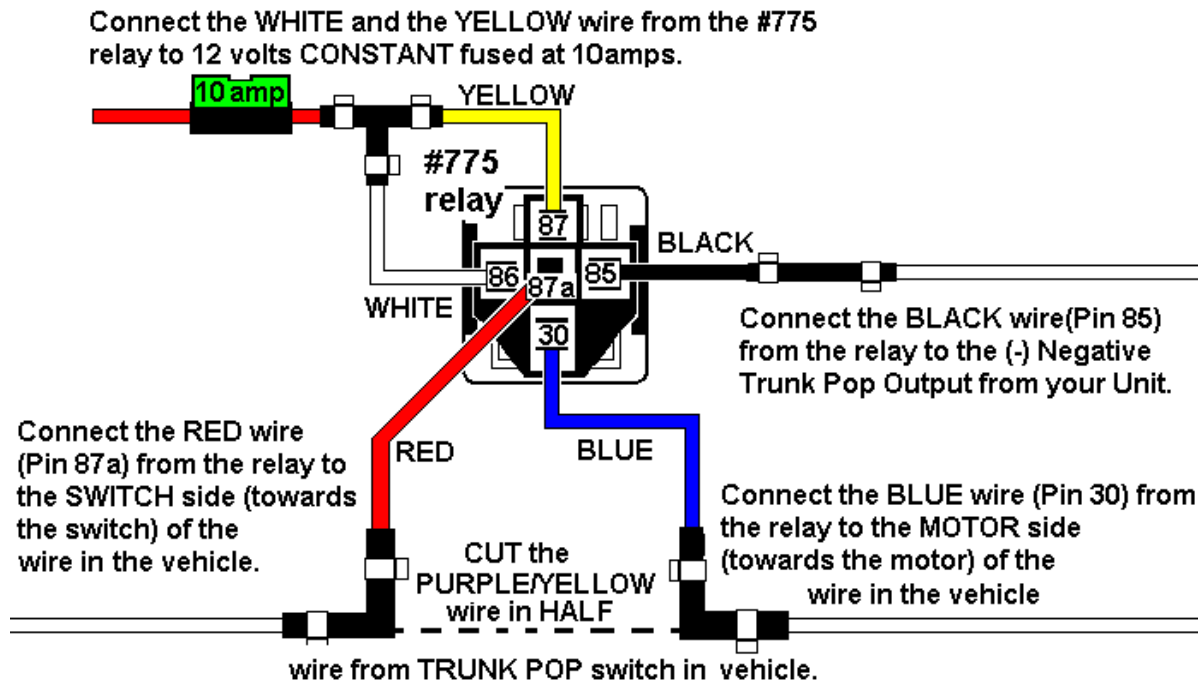 Connect the WHITE and the YELLOW wire from the #775
relay to 12 volts CONSTANT fused at 10amps.
10 amp
YELLOW
#775
relay
87
BLACK
86
85
87a
WHITE
30
Connect the BLACK wire(Pin 85)
from the relay to the (-) Negative
Trunk Pop Output from your Unit.
Connect the RED wire
(Pin 87a) from the relay to
the SWITCH side (towards
the switch) of the
wire in the vehicle.
RED
BLUE
Connect the BLUE wire (Pin 30) from
the relay to the MOTOR side
(towards the motor) of the
wire in the vehicle
CUT the
PURPLE/YELLOW
wire in HALF
wire from TRUNK POP switch in vehicle.